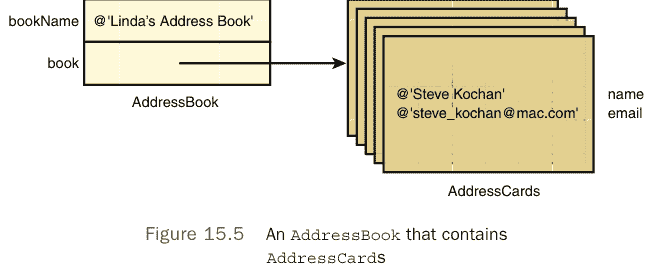 bookName
@'Linda’s Address Book'
book
AddressBook
@'Steve Kochan'
name
@'steve_kochan@mac.com'
email
AddressCards
Figure 15.5 An AddressBook that contains
AddressCards